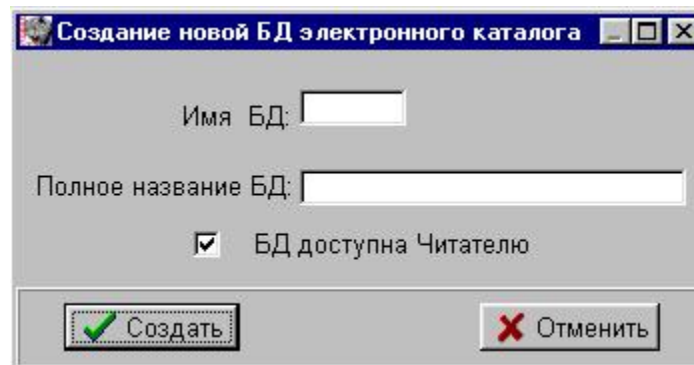 Создание новой БД электронного каталога
Имя БД:
Полное название БД:
БД доступна Читателю
Создать
Отменить